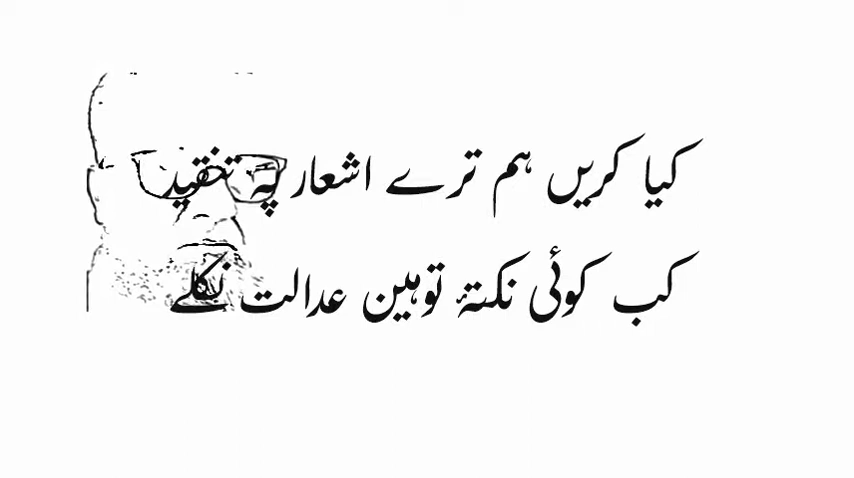 کیا کریں ہم ترے اشعار پہ تنقید
کب کوئی نکتۂ توہین عدالت نکلے